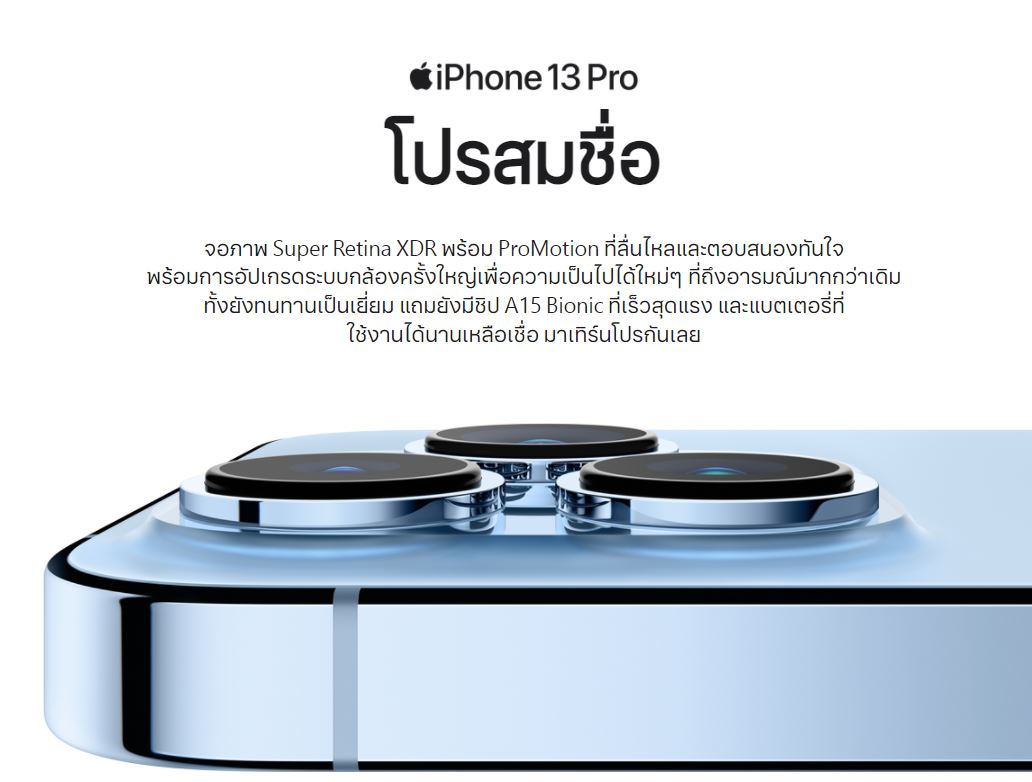 iPhone 13 Pro
โปรสมชื่อ
จอภาพ Super Retina XDR พร้อม ProMotion ที่ลื่นไหลและตอบสนองทันใจ
พร้อมการอัปเกรดระบบกล้องครั้งใหญ่เพื่อความเป็นไปได้ใหม่ๆ ที่ถึงอารมณ์มากกว่าเดิม
ทั้งยังทนทานเป็นเยี่ยม แถมยังมีชิป A15 Bionic ที่เร็วสุดแรง และแบตเตอรี่ที่
ใช้งานได้นานเหลือเชื่อ มาเทิร์นโปรกันเลย